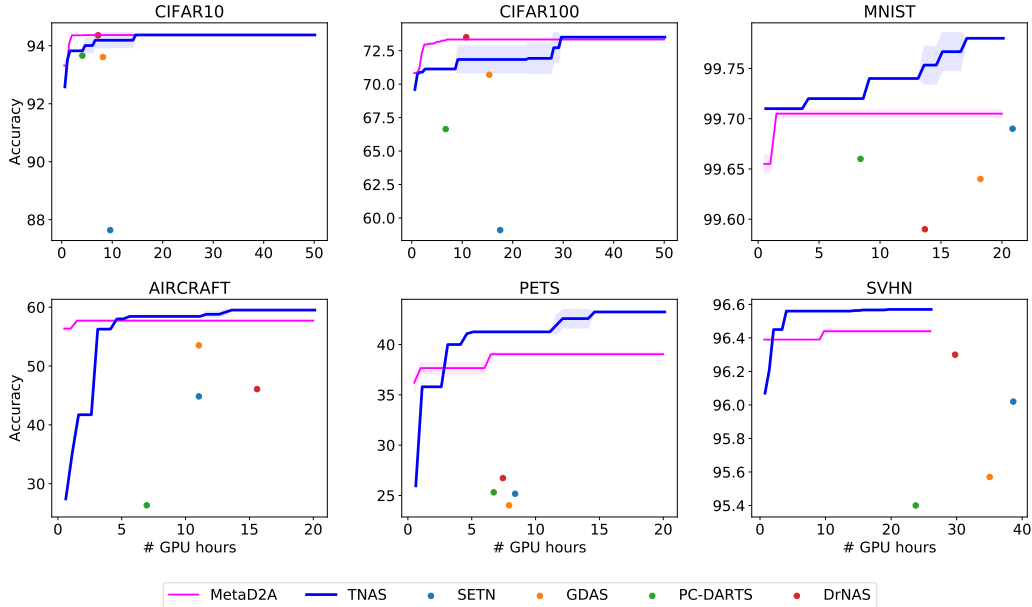 CIFAR10 CIFAR100 MNIST
Accuracy
94
92
90
88
0 10 20 30 40 50
72.5
70.0
67.5
65.0
62.5
60.0
0 10 20 30 40 50
99.75
99.70
99.65
99.60
0 5 10 15 20
AIRCRAFT PETS SVHN
Accuracy
60
50
40
30
0 5 10 15 20
# GPU hours
40
35
30
25
0 5 10 15 20
# GPU hours
96.6
96.4
96.2
96.0
95.8
95.6
95.4
0 10 20 30 40
# GPU hours
MetaD2A TNAS SETN GDAS PC-DARTS DrNAS